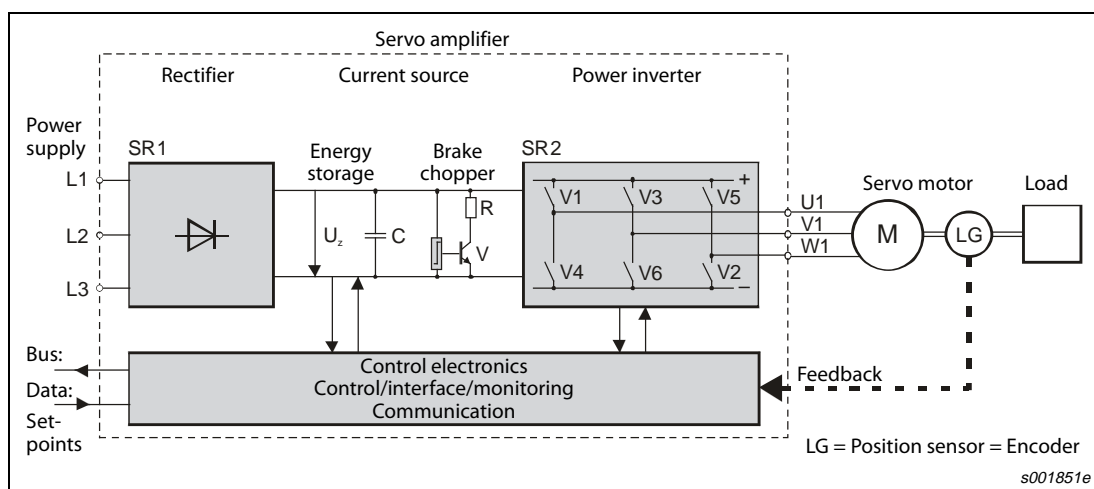 Servo amplifier
Rectifier
Current source
Power inverter
Power
supply
SR1
Energy
storage
Brake
chopper
SR2
Servo motor
Load
L1
L2
L3
U_z
C
R
V
+
V1
V3
V5
V4
V6
V2
–
U1
V1
W1
M
LG
Bus:
Data:
Set-
points
Control electronics
Control/interface/monitoring
Communication
Feedback
LG = Position sensor = Encoder
s001851e